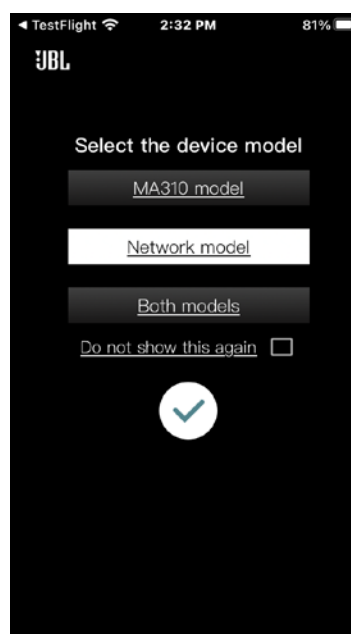 ◀ TestFlight 2:32 PM 81%
JBL
Select the device model
MA310 model
Network model
Both models
Do not show this again